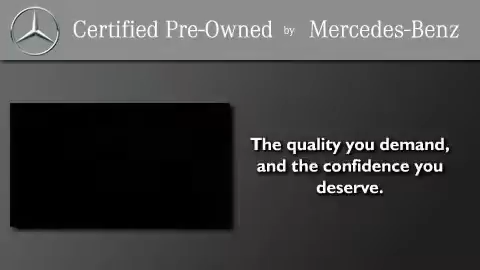 Certified Pre-Owned by Mercedes-Benz
The quality you demand,
and the confidence you
deserve.